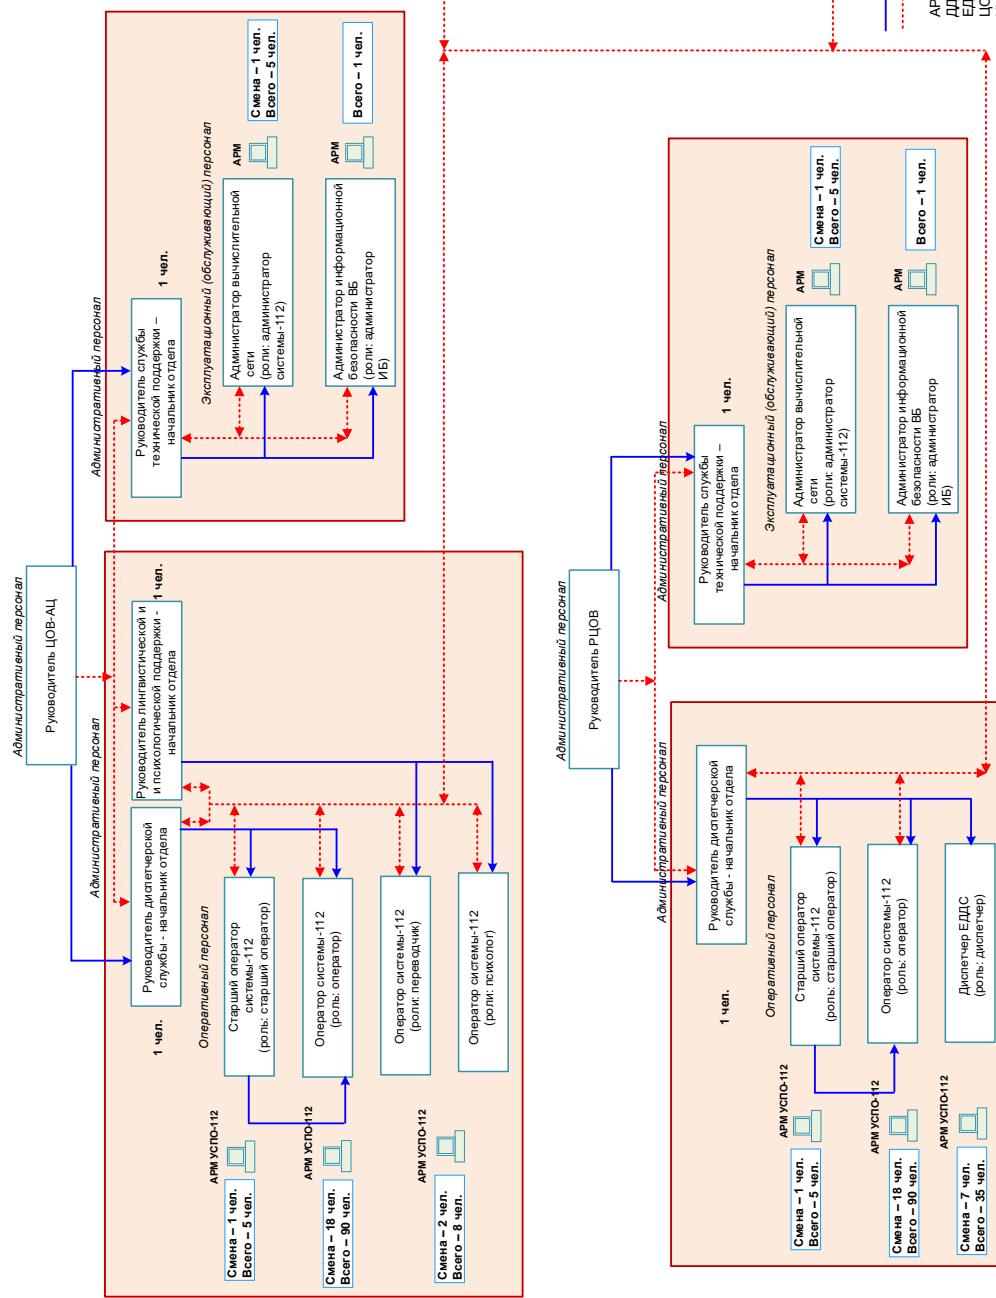 Административный персонал
Руководитель ЦОВ-АЦ
Административный персонал
Руководитель диспетчерской
службы - начальник отдела
1 чел.
Руководитель лингвистической и
и психологической поддержки -
начальник отдела
1 чел.
Оперативный персонал
Старший оператор
системы-112
(роль: старший оператор)
АРМ УСПО-112
Смена – 1 чел.
Всего – 5 чел.
Оператор системы-112
(роль: оператор)
АРМ УСПО-112
Смена – 18 чел.
Всего – 90 чел.
Оператор системы-112
(роли: переводчик)
Оператор системы-112
(роли: психолог)
АРМ УСПО-112
Смена – 2 чел.
Всего – 8 чел.
Административный персонал
Руководитель службы
технической поддержки –
начальник отдела
1 чел.
Эксплуатационный (обслуживающий) персонал
Администратор вычислительной
сети
(роли: администратор
системы-112)
АРМ
Смена – 1 чел.
Всего – 5 чел.
Администратор информационной
безопасности ВБ
(роли: администратор
ИБ)
АРМ
Всего – 1 чел.
Административный персонал
Руководитель РЦОВ
Административный персонал
Руководитель диспетчерской
службы - начальник отдела
1 чел.
Оперативный персонал
Старший оператор
системы-112
(роль: старший оператор)
АРМ УСПО-112
Смена – 1 чел.
Всего – 5 чел.
Оператор системы-112
(роль: оператор)
АРМ УСПО-112
Смена – 18 чел.
Всего – 90 чел.
Диспетчер ЕДДС
(роль: диспетчер)
АРМ УСПО-112
Смена – 7 чел.
Всего – 35 чел.
Административный персонал
Руководитель службы
технической поддержки –
начальник отдела
1 чел.
Эксплуатационный (обслуживающий) персонал
Администратор вычислительной
сети
(роли: администратор
системы-112)
АРМ
Смена – 1 чел.
Всего – 5 чел.
Администратор информационной
безопасности ВБ
(роли: администратор
ИБ)
АРМ
Всего – 1 чел.